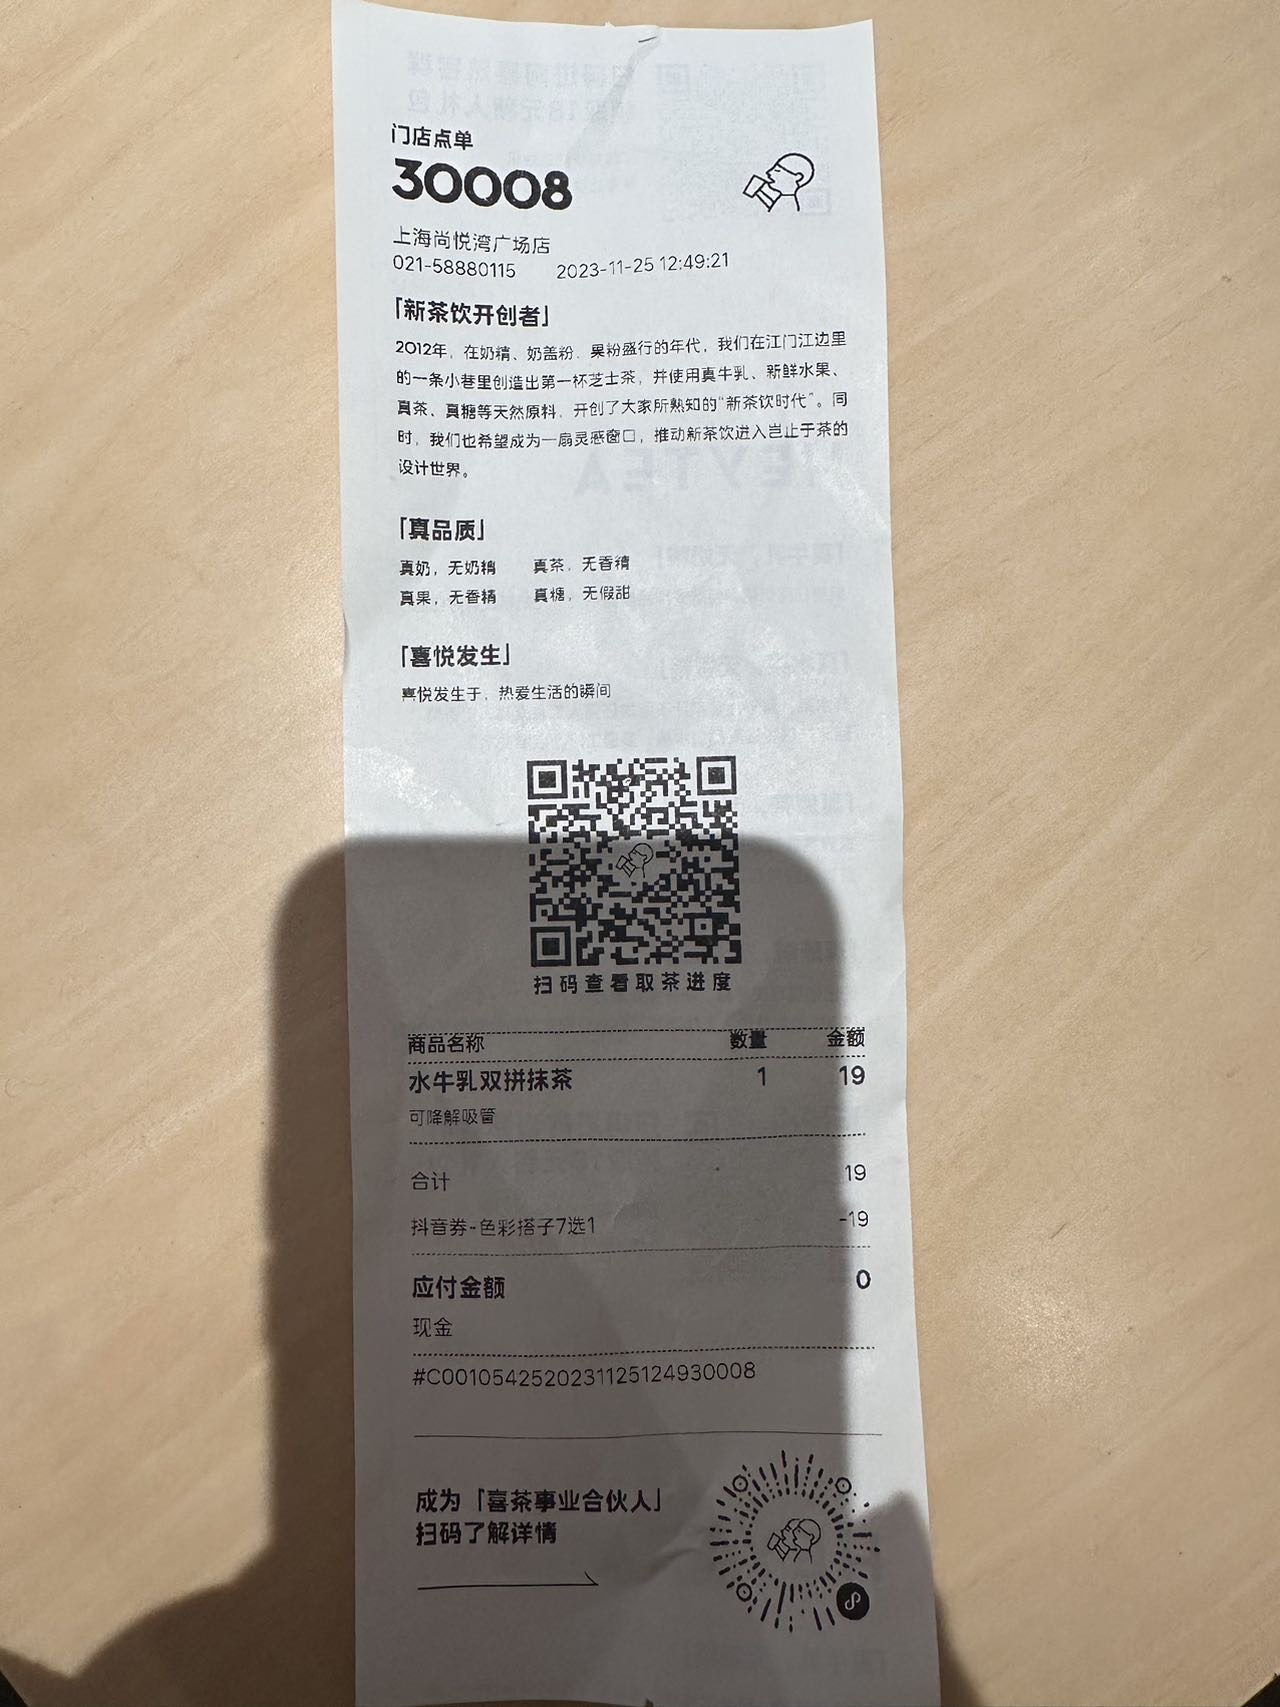 门店点单
30008
上海尚悦湾广场店
021-58880115 2023-11-25 12:49:21
「新茶饮开创者」
2012年，在奶精、奶盖粉、果粉盛行的年代，我们在江门江边里
的一条小巷里创造出第一杯芝士茶，并使用真牛乳、新鲜水果、
真茶、真糖等天然原料，开创了大家所熟知的“新茶饮时代”。同
时，我们也希望成为一扇灵感窗口，推动新茶饮进入岂止于茶的
设计世界。
「真品质」
真奶，无奶精 真茶，无香精
真果，无香精 真糖，无假甜
「喜悦发生」
喜悦发生于，热爱生活的瞬间
扫码查看取茶进度
商品名称 数量 金额
水牛乳双拼抹茶 1 19
可降解吸管
合计 19
抖音券-色彩搭子7选1 -19
应付金额 0
现金
#C0010542520231125124930008
成为「喜茶事业合伙人」
扫码了解详情